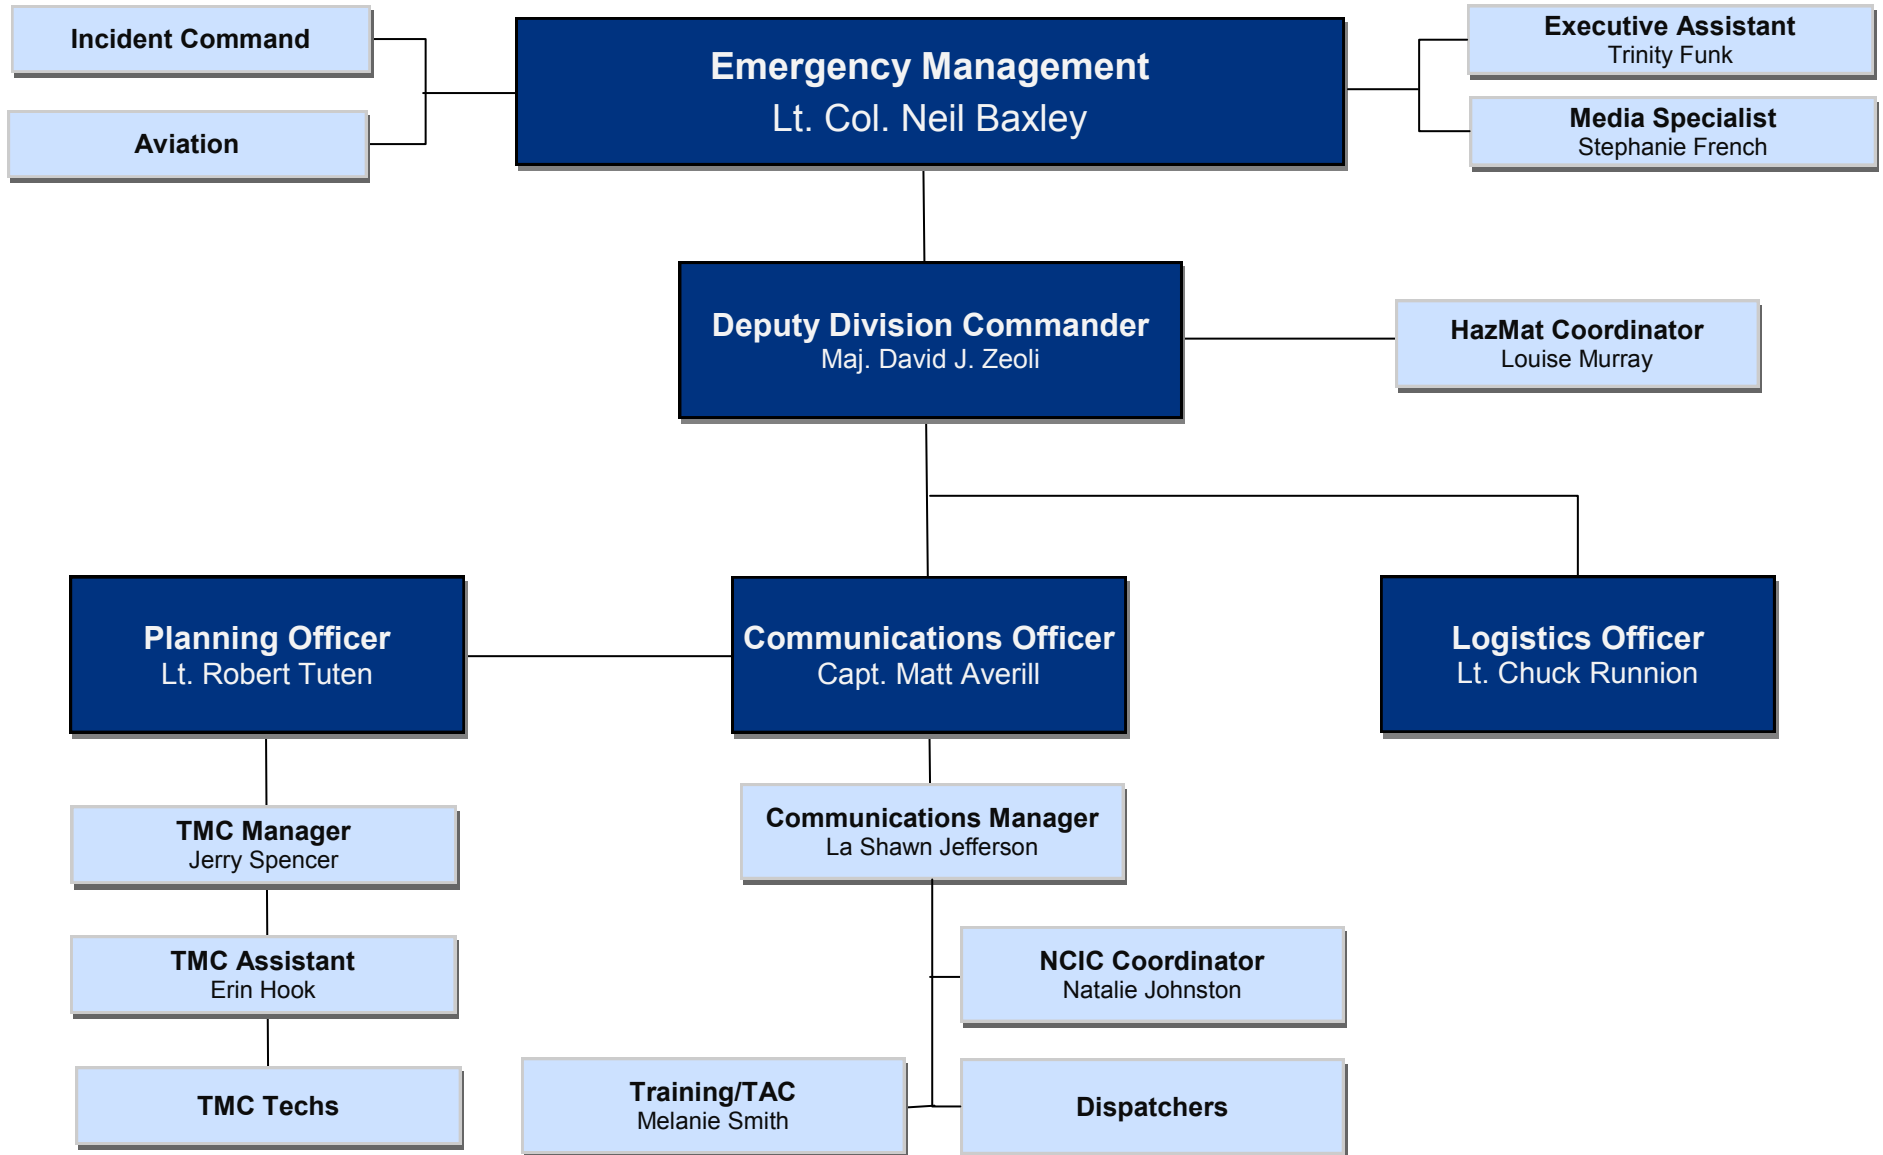 Incident Command
Aviation
Emergency Management
Lt. Col. Neil Baxley
Executive Assistant
Trinity Funk
Media Specialist
Stephanie French
Deputy Division Commander
Maj. David J. Zeoli
HazMat Coordinator
Louise Murray
Planning Officer
Lt. Robert Tuten
Communications Officer
Capt. Matt Averill
Logistics Officer
Lt. Chuck Runnion
TMC Manager
Jerry Spencer
Communications Manager
La Shawn Jefferson
TMC Assistant
Erin Hook
NCIC Coordinator
Natalie Johnston
TMC Techs
Training/TAC
Melanie Smith
Dispatchers